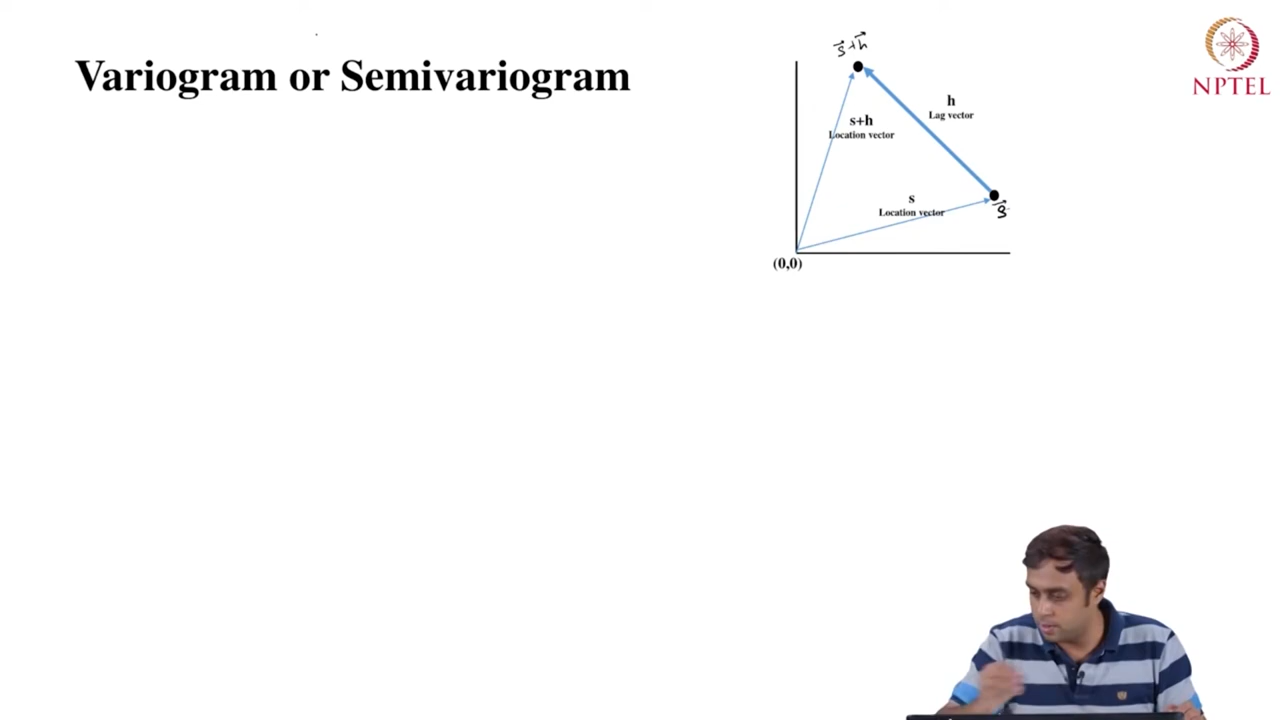 Variogram or Semivariogram
s⃗+h⃗
h
Lag vector
s+h
Location vector
s
Location vector
s⃗
(0,0)
NPTEL